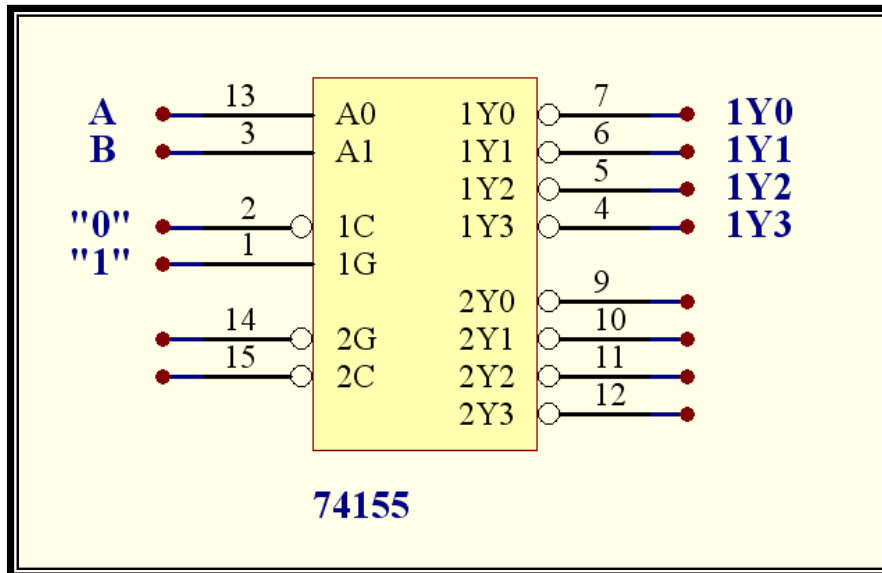 A 13 A0 1Y0 7 1Y0
B 3 A1 1Y1 6 1Y1
1Y2 5 1Y2
"0" 2 1C 1Y3 4 1Y3
"1" 1 1G
2Y0 9
14 2G 2Y1 10
15 2C 2Y2 11
2Y3 12
74155